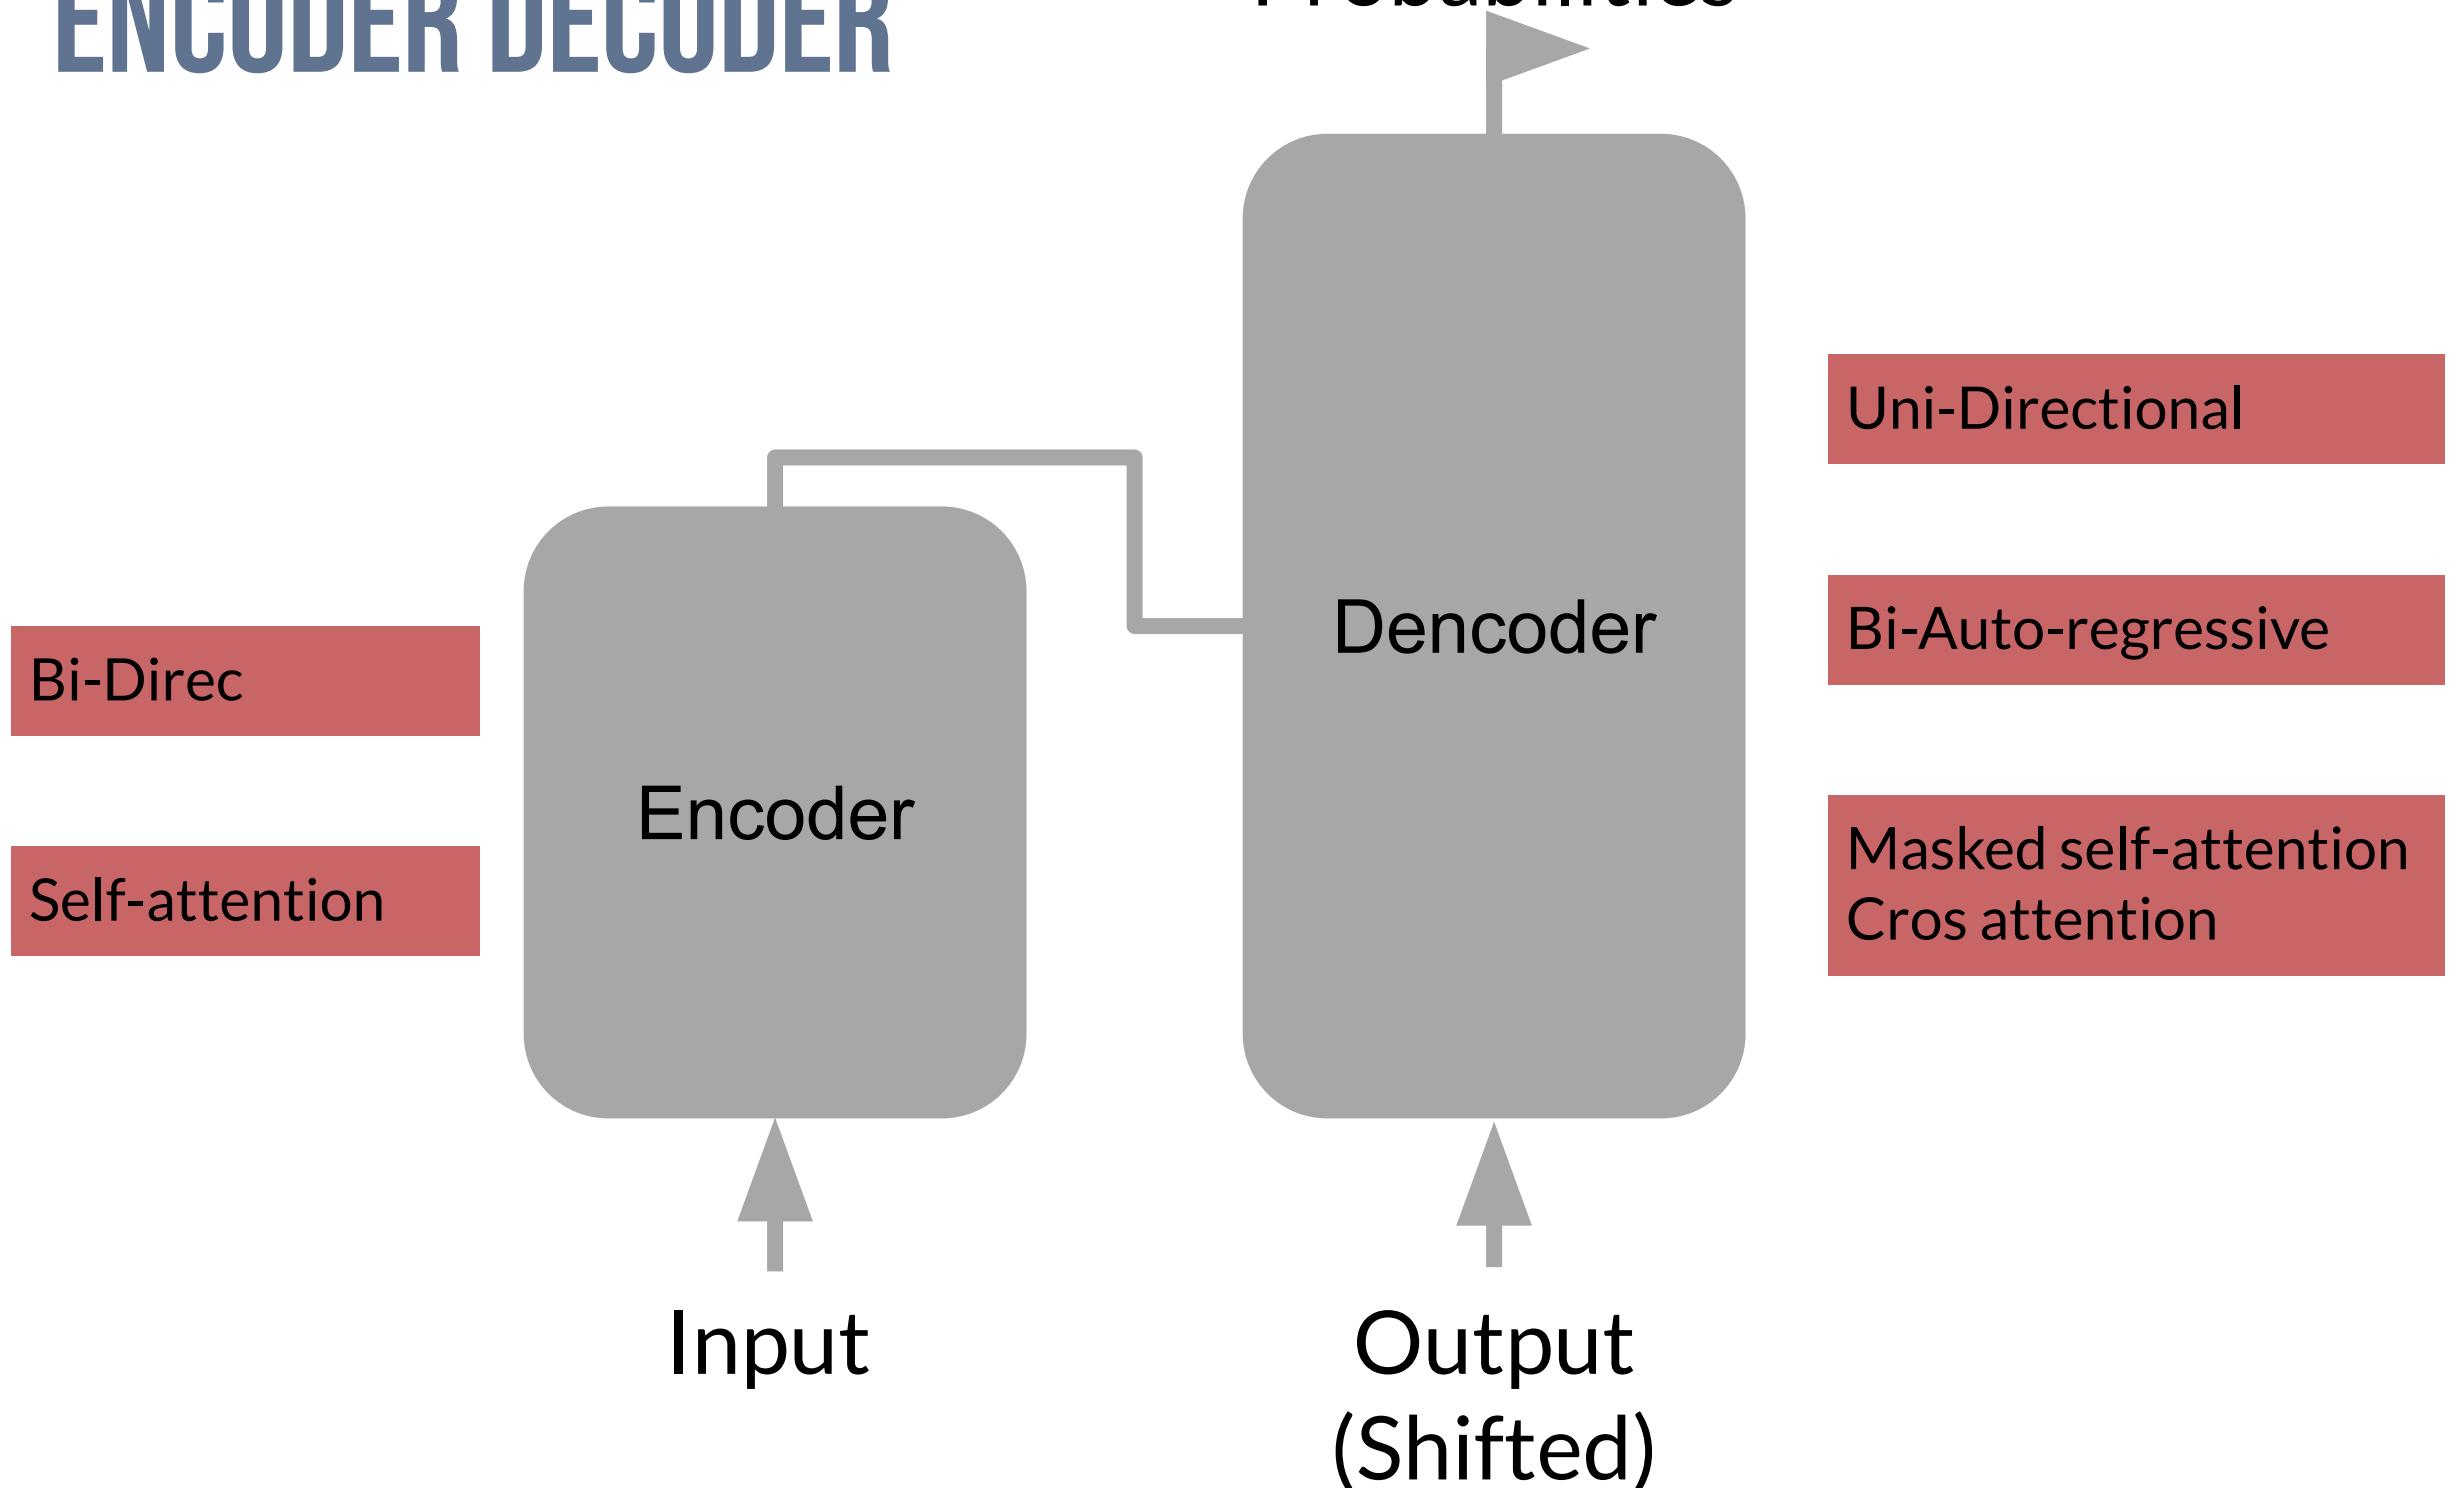 ENCODER DECODER
Probabilities
Uni-Directional
Bi-Auto-regressive
Dencoder
Bi-Direc
Encoder
Self-attention
Masked self-attention
Cros attention
Input
Output
(Shifted)